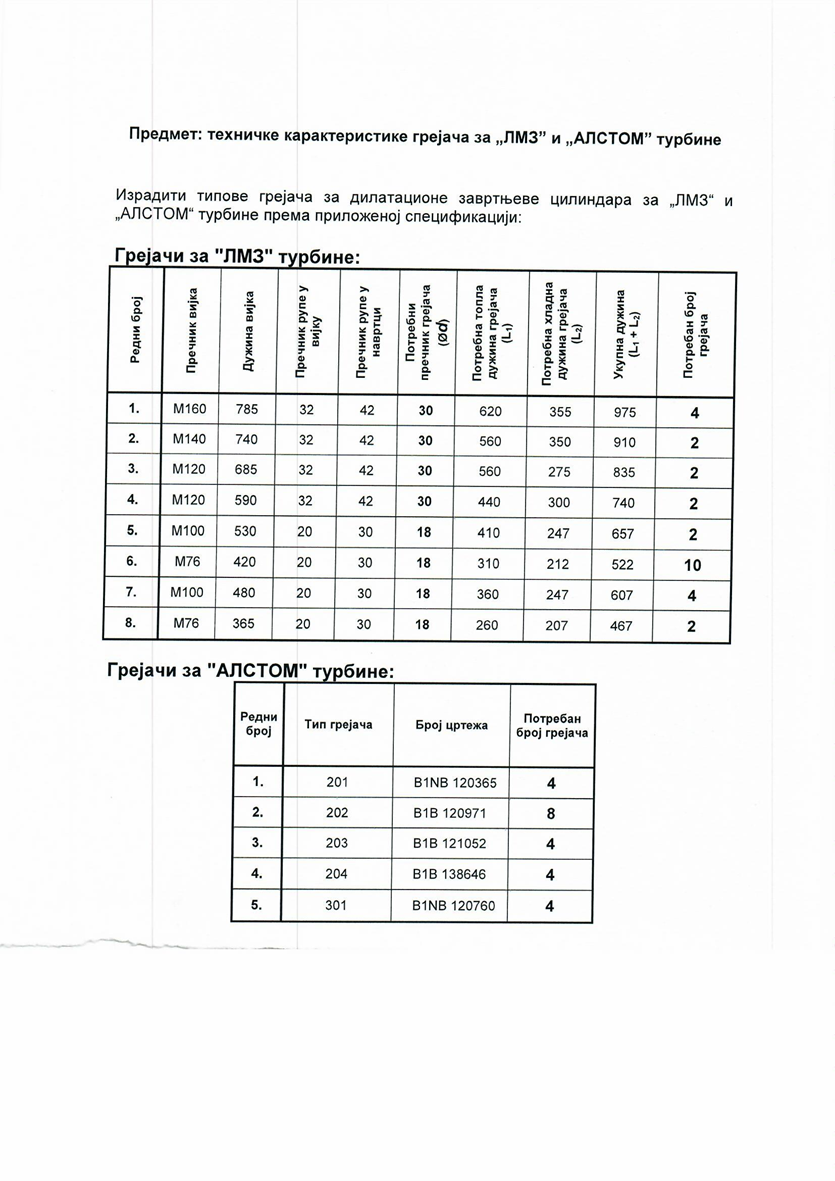 Предмет: техничке карактеристике грејача за „ЛМЗ” и „АЛСТОМ” турбине
Израдити типове грејача за дилатационе завртњеве цилиндара за „ЛМЗ“ и
„АЛСТОМ“ турбине према приложеној спецификацији:
Грејачи за "ЛМЗ" турбине:
Редни број
Пречник вијка
Дужина вијка
Пречник рупе у
вијку
Пречник рупе у
навртци
Потребни
пречник грејача
(Ød)
Потребна топла
дужина грејача
(L₁)
Потребна хладна
дужина грејача
(L₂)
Укупна дужина
(L₁ + L₂)
Потребан број
грејача
1. М160 785 32 42 30 620 355 975 4
2. М140 740 32 42 30 560 350 910 2
3. М120 685 32 42 30 560 275 835 2
4. М120 590 32 42 30 440 300 740 2
5. М100 530 20 30 18 410 247 657 2
6. М76 420 20 30 18 310 212 522 10
7. М100 480 20 30 18 360 247 607 4
8. М76 365 20 30 18 260 207 467 2
Грејачи за "АЛСТОМ" турбине:
Редни
број
Тип грејача
Број цртежа
Потребан
број грејача
1. 201 B1NB 120365 4
2. 202 B1B 120971 8
3. 203 B1B 121052 4
4. 204 B1B 138646 4
5. 301 B1NB 120760 4